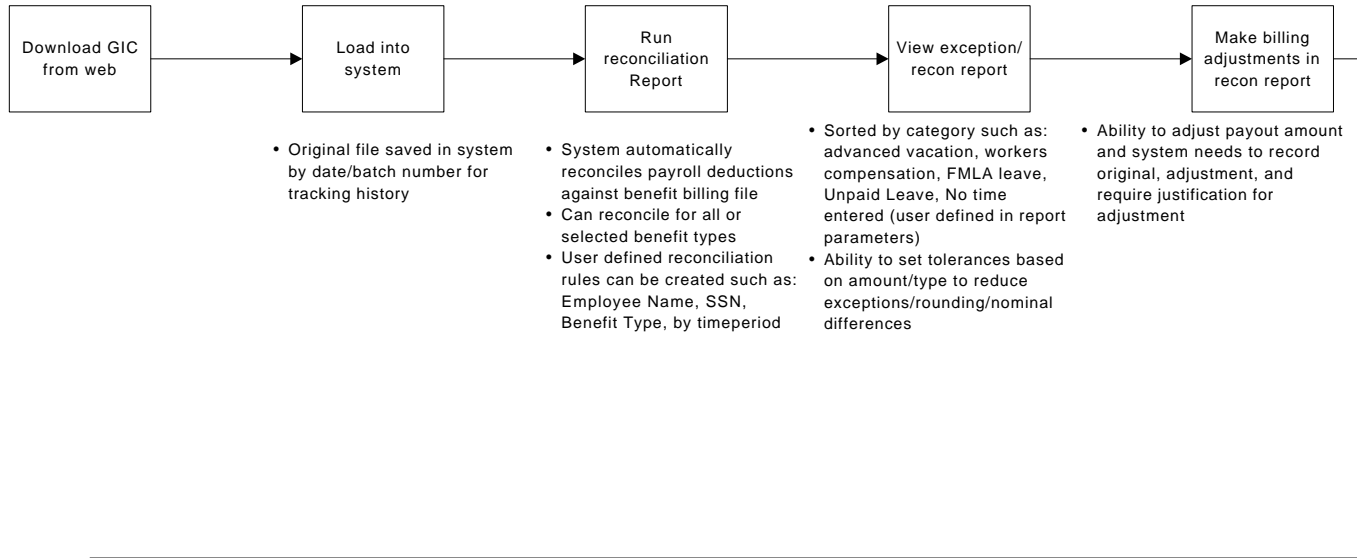 Download GIC
from web
Load into
system
Run
reconciliation
Report
View exception/
recon report
Make billing
adjustments in
recon report
• Original file saved in system
by date/batch number for
tracking history
• System automatically
reconciles payroll deductions
against benefit billing file
• Can reconcile for all or
selected benefit types
• User defined reconciliation
rules can be created such as:
Employee Name, SSN,
Benefit Type, by timeperiod
• Sorted by category such as:
advanced vacation, workers
compensation, FMLA leave,
Unpaid Leave, No time
entered (user defined in report
parameters)
• Ability to set tolerances based
on amount/type to reduce
exceptions/rounding/nominal
differences
• Ability to adjust payout amount
and system needs to record
original, adjustment, and
require justification for
adjustment